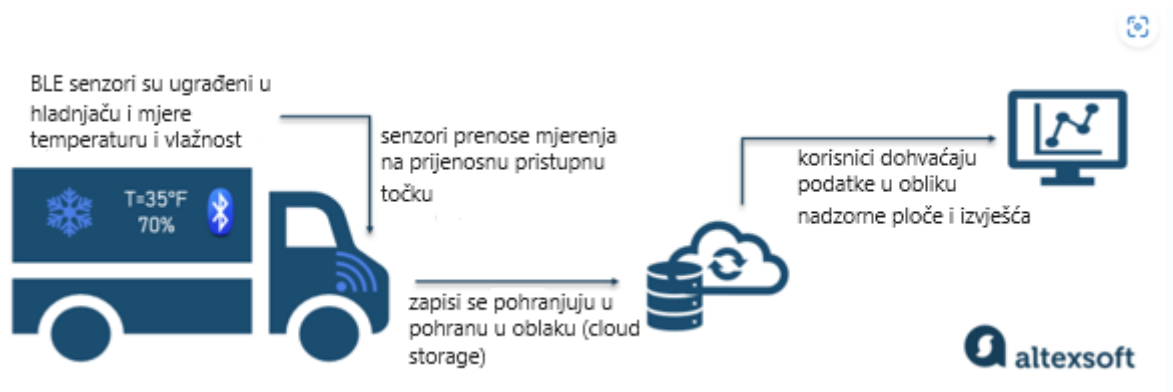 BLE senzori su ugrađeni u
hladnjaču i mjere
temperaturu i vlažnost
T=35°F
70%
senzori prenose mjerenja
na prijenosnu pristupnu
točku
zapisi se pohranjuju u
pohranu u oblaku (cloud
storage)
korisnici dohvaćaju
podatke u obliku
nadzorne ploče i izvješća
altexsoft